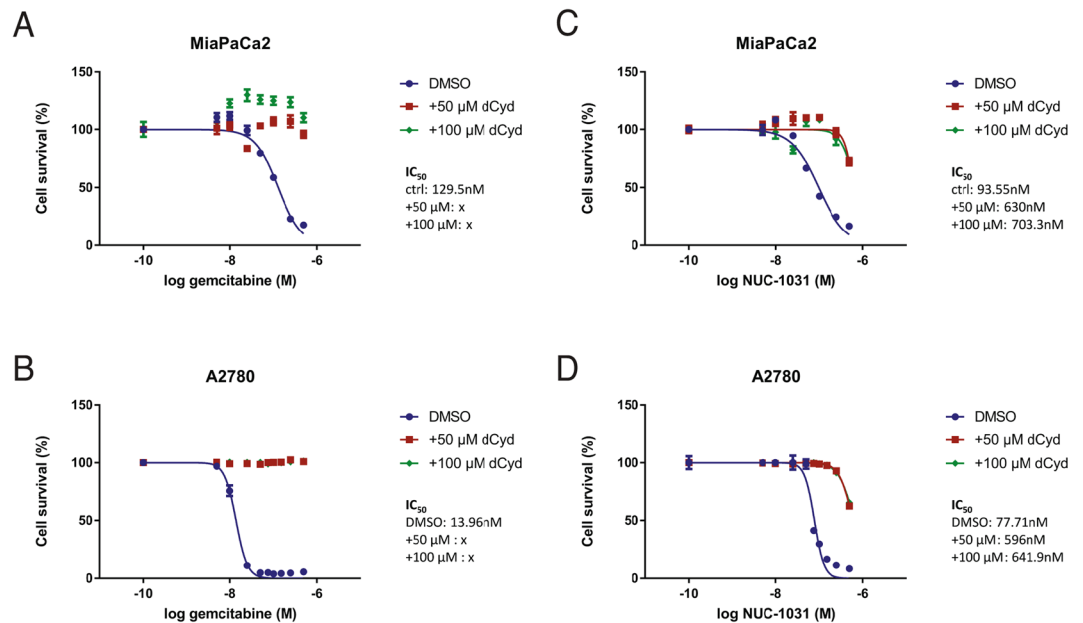 A
MiaPaCa2
150
100
50
0
Cell survival (%)
-10
-8
-6
log gemcitabine (M)
DMSO
+50 µM dCyd
+100 µM dCyd
IC50
ctrl: 129.5nM
+50 µM: x
+100 µM: x
C
MiaPaCa2
150
100
50
0
Cell survival (%)
-10
-8
-6
log NUC-1031 (M)
DMSO
+50 µM dCyd
+100 µM dCyd
IC50
ctrl: 93.55nM
+50 µM: 630nM
+100 µM: 703.3nM
B
A2780
150
100
50
0
Cell survival (%)
-10
-8
-6
log gemcitabine (M)
DMSO
+50 µM dCyd
+100 µM dCyd
IC50
DMSO: 13.96nM
+50 µM : x
+100 µM : x
D
A2780
150
100
50
0
Cell survival (%)
-10
-8
-6
log NUC-1031 (M)
DMSO
+50 µM dCyd
+100 µM dCyd
IC50
DMSO: 77.71nM
+50 µM: 596nM
+100 µM: 641.9nM